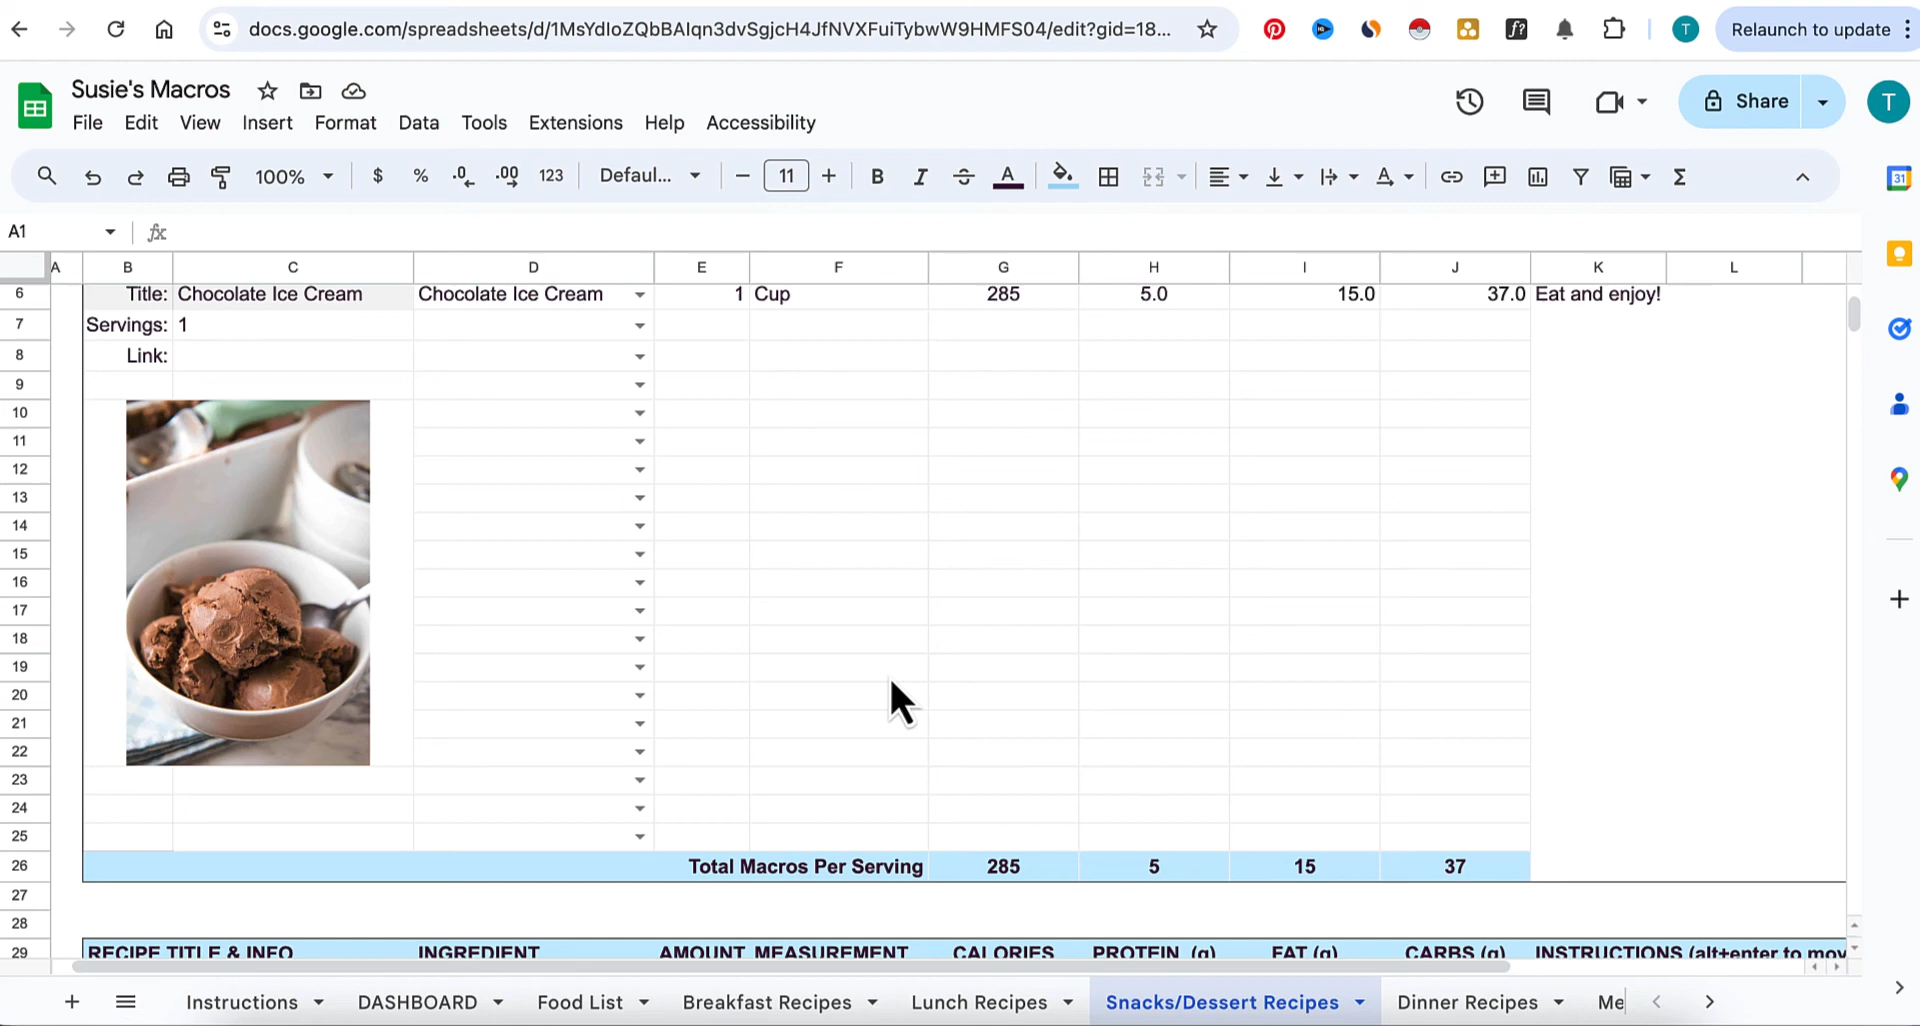 docs.google.com/spreadsheets/d/1MsYdIoZQbBAIqn3dvSgjcH4JfNVXFuiTybwW9HMFS04/edit?gid=18...
Relaunch to update
T
Susie's Macros
File Edit View Insert Format Data Tools Extensions Help Accessibility
Share
T
100% $ % .0 .00 123 Defaul... − 11 + B I A
31
A1 fx
A B C D E F G H I J K L
6 Title: Chocolate Ice Cream Chocolate Ice Cream 1 Cup 285 5.0 15.0 37.0 Eat and enjoy!
7 Servings: 1
8 Link:
9
10
11
12
13
14
15
16
17
18
19
20
21
22
23
24
25
26 Total Macros Per Serving 285 5 15 37
27
28
29 RECIPE TITLE & INFO INGREDIENT AMOUNT MEASUREMENT CALORIES PROTEIN (g) FAT (g) CARBS (g) INSTRUCTIONS (alt+enter to mov
Instructions DASHBOARD Food List Breakfast Recipes Lunch Recipes Snacks/Dessert Recipes Dinner Recipes Me